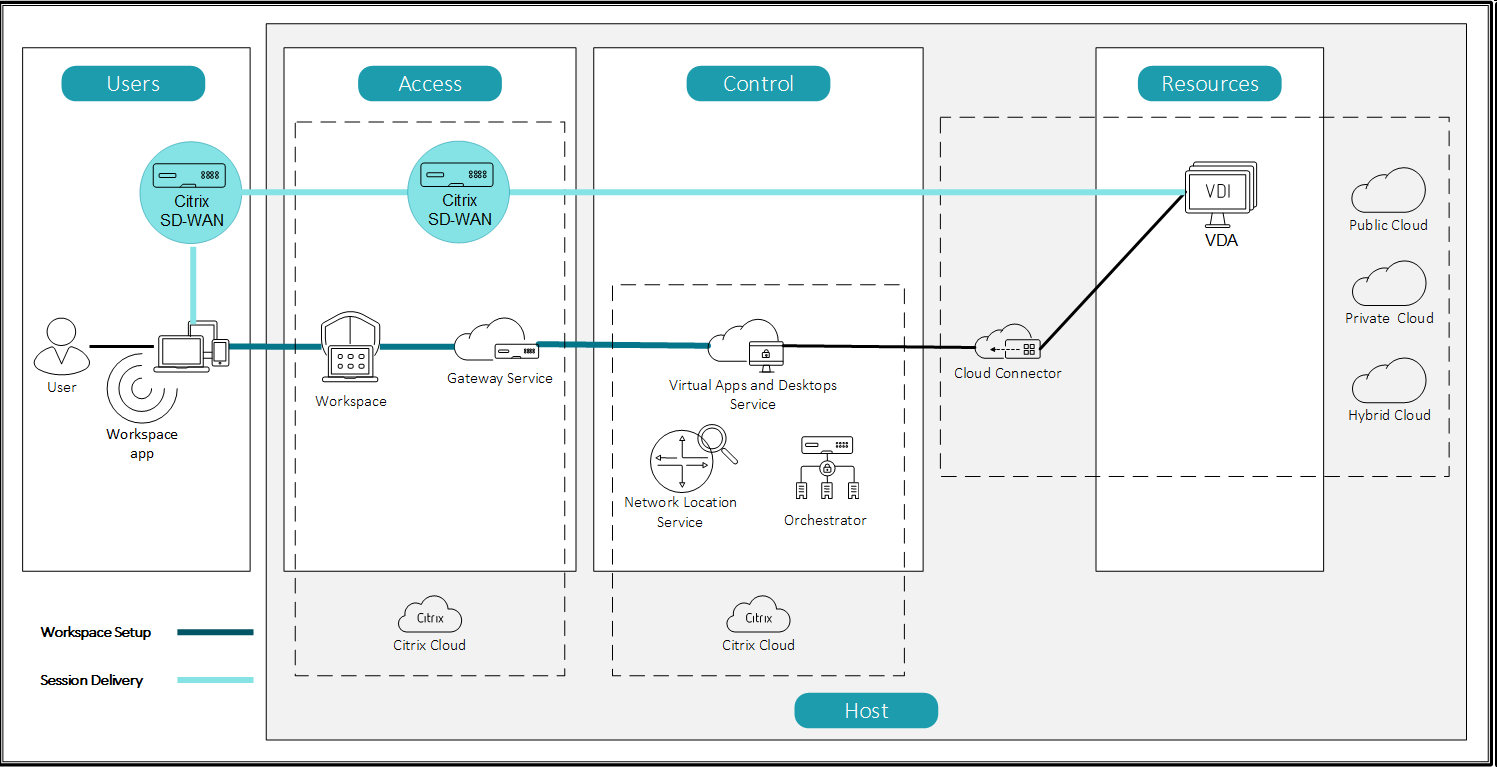 Users
Access
Control
Resources
Citrix
SD-WAN
Citrix
SD-WAN
VDI
VDA
Public Cloud
Private Cloud
Hybrid Cloud
User
Workspace
app
Workspace
Gateway Service
Virtual Apps and Desktops
Service
Cloud Connector
Network Location
Service
Orchestrator
Citrix
Citrix Cloud
Citrix
Citrix Cloud
Workspace Setup
Session Delivery
Host